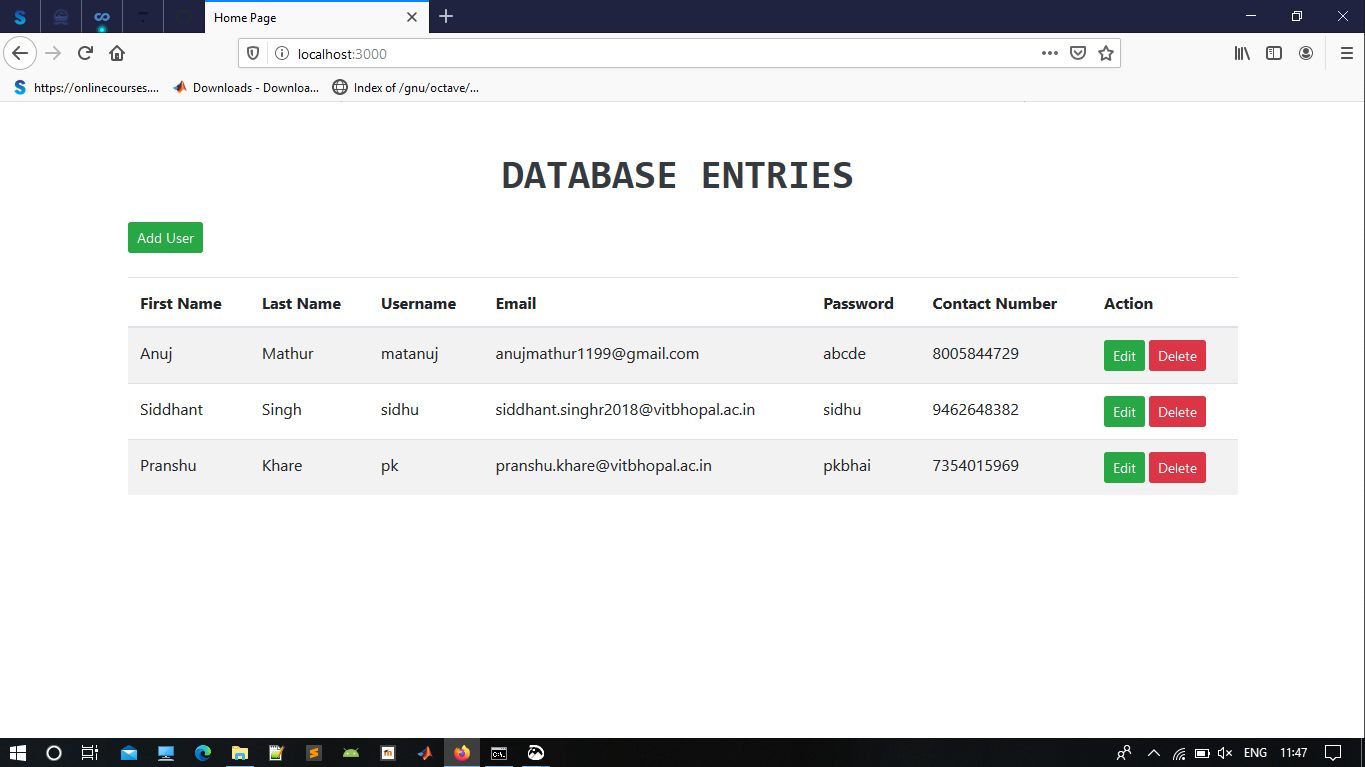 Home Page
localhost:3000
https://onlinecourses.... Downloads - Downloa... Index of /gnu/octave/...
DATABASE ENTRIES
Add User
First Name Last Name Username Email Password Contact Number Action
Anuj Mathur matanuj anujmathur1199@gmail.com abcde 8005844729 Edit Delete
Siddhant Singh sidhu siddhant.singhr2018@vitbhopal.ac.in sidhu 9462648382 Edit Delete
Pranshu Khare pk pranshu.khare@vitbhopal.ac.in pkbhai 7354015969 Edit Delete
ENG 11:47